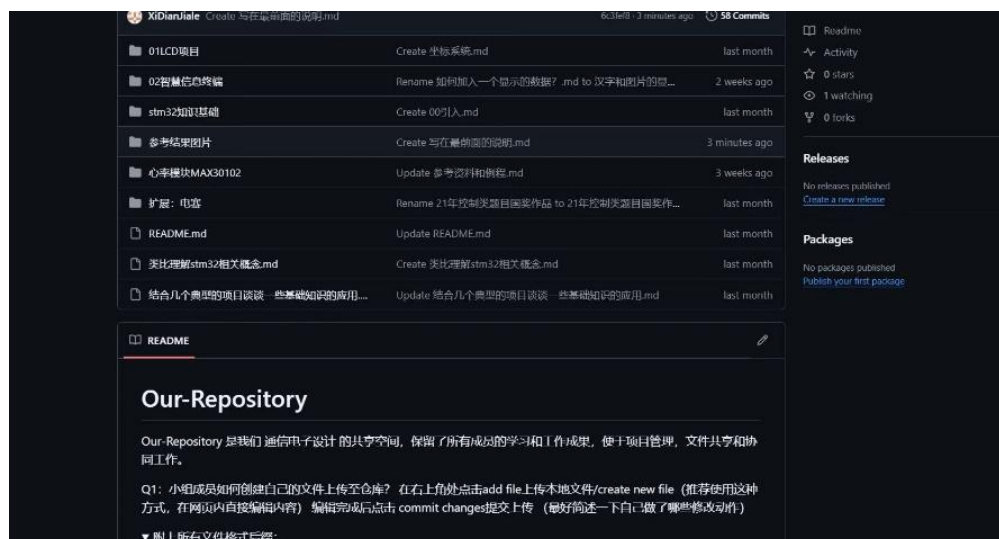 XiDianJiale Create 写在最前面的说明.md 6c3fef8 · 3 minutes ago 58 Commits
01LCD项目 Create 坐标系统.md last month
02智慧信息终端 Rename 如何加入一个显示的数据? .md to 汉字和图片的显... 2 weeks ago
stm32知识基础 Create 00引入.md last month
参考结果图片 Create 写在最前面的说明.md 3 minutes ago
心率模块MAX30102 Update 参考资料和例程.md 3 weeks ago
扩展：电赛 Rename 21年控制类题目国奖作品 to 21年控制类题目国奖作... last month
README.md Update README.md last month
类比理解stm32相关概念.md Create 类比理解stm32相关概念.md last month
结合几个典型的项目谈谈一些基础知识的应用.... Update 结合几个典型的项目谈谈一些基础知识的应用.md last month
Readme
Activity
0 stars
1 watching
0 forks
Releases
No releases published
Create a new release
Packages
No packages published
Publish your first package
README
Our-Repository
Our-Repository 是我们 通信电子设计 的共享空间，保留了所有成员的学习和工作成果，便于项目管理，文件共享和协
同工作。
Q1：小组成员如何创建自己的文件上传至仓库？ 在右上角处点击add file上传本地文件/create new file（推荐使用这种
方式，在网页内直接编辑内容） 编辑完成后点击 commit changes提交上传 （最好简述一下自己做了哪些修改动作）
▼ 附上所有文件格式后缀：